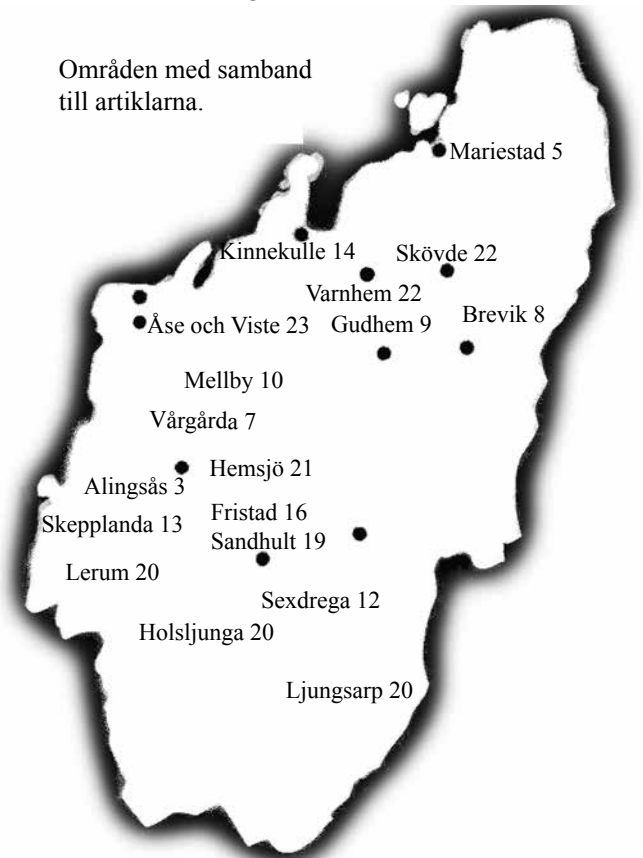 Områden med samband
till artiklarna.
Mariestad 5
Kinnekulle 14
Skövde 22
Varnhem 22
Åse och Viste 23
Gudhem 9
Brevik 8
Mellby 10
Vårgårda 7
Hemsjö 21
Alingsås 3
Skepplanda 13
Fristad 16
Sandhult 19
Lerum 20
Sexdrega 12
Holsljunga 20
Ljungsarp 20